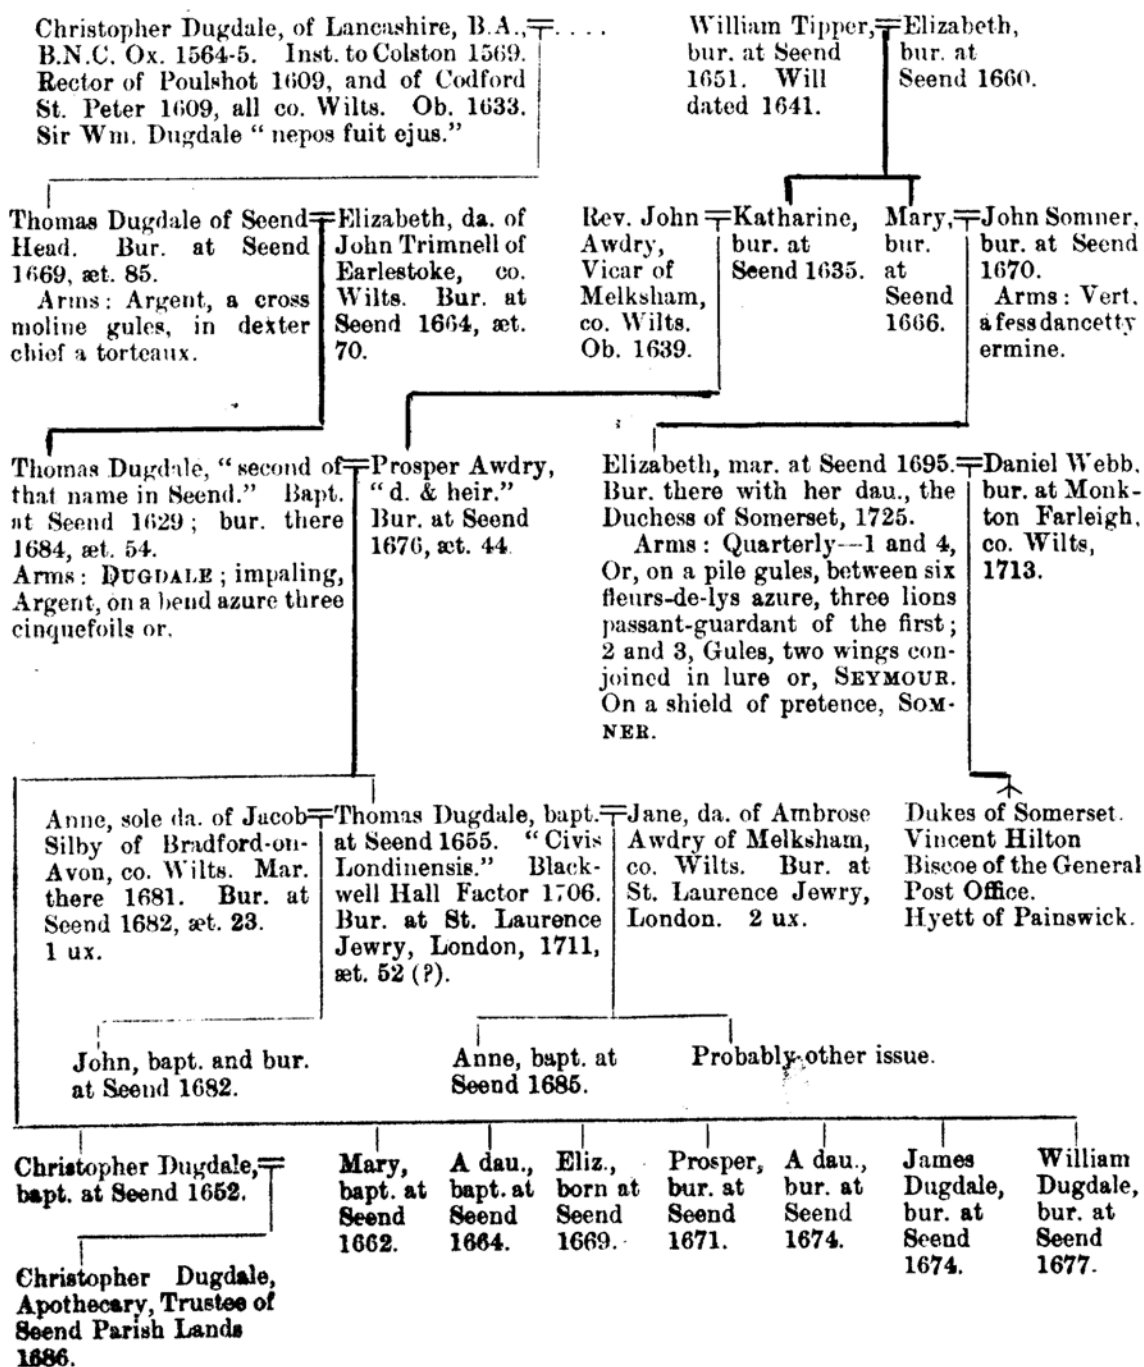 Christopher Dugdale, of Lancashire, B.A.,
B.N.C. Ox. 1564-5. Inst. to Colston 1569.
Rector of Poulshot 1609, and of Codford
St. Peter 1609, all co. Wilts. Ob. 1633.
Sir Wm. Dugdale “nepos fuit ejus.”
. . . .
William Tipper,
bur. at Seend
1651. Will
dated 1641.
Elizabeth,
bur. at
Seend 1660.
Thomas Dugdale of Seend
Head. Bur. at Seend
1669, æt. 85.
Arms: Argent, a cross
moline gules, in dexter
chief a torteaux.
Elizabeth, da. of
John Trimnell of
Earlestoke, co.
Wilts. Bur. at
Seend 1664, æt.
70.
Rev. John
Awdry,
Vicar of
Melksham,
co. Wilts.
Ob. 1639.
Katharine,
bur. at
Seend 1635.
Mary,
bur.
at
Seend
1666.
John Somner,
bur. at Seend
1670.
Arms: Vert,
a fess dancetty
ermine.
Thomas Dugdale, “second of
that name in Seend.” Bapt.
at Seend 1629; bur. there
1684, æt. 54.
Arms: DUGDALE; impaling,
Argent, on a bend azure three
cinquefoils or.
Prosper Awdry,
“d. & heir.”
Bur. at Seend
1676, æt. 44.
Elizabeth, mar. at Seend 1695.
Bur. there with her dau., the
Duchess of Somerset, 1725.
Arms: Quarterly—1 and 4,
Or, on a pile gules, between six
fleurs-de-lys azure, three lions
passant-guardant of the first;
2 and 3, Gules, two wings con-
joined in lure or, SEYMOUR.
On a shield of pretence, SOM-
NER.
Daniel Webb,
bur. at Monk-
ton Farleigh,
co. Wilts,
1713.
Anne, sole da. of Jacob
Silby of Bradford-on-
Avon, co. Wilts. Mar.
there 1681. Bur. at
Seend 1682, æt. 23.
1 ux.
Thomas Dugdale, bapt.
at Seend 1655. “Civis
Londinensis.” Black-
well Hall Factor 1706.
Bur. at St. Laurence
Jewry, London, 1711,
æt. 52 (?).
Jane, da. of Ambrose
Awdry of Melksham,
co. Wilts. Bur. at
St. Laurence Jewry,
London. 2 ux.
Dukes of Somerset.
Vincent Hilton
Biscoe of the General
Post Office.
Hyett of Painswick.
John, bapt. and bur.
at Seend 1682.
Anne, bapt. at
Seend 1685.
Probably other issue.
Christopher Dugdale,
bapt. at Seend 1652.
Mary,
bapt. at
Seend
1662.
A dau.,
bapt. at
Seend
1664.
Eliz.,
born at
Seend
1669.
Prosper,
bur. at
Seend
1671.
A dau.,
bur. at
Seend
1674.
James
Dugdale,
bur. at
Seend
1674.
William
Dugdale,
bur. at
Seend
1677.
Christopher Dugdale,
Apothecary, Trustee of
Seend Parish Lands
1686.